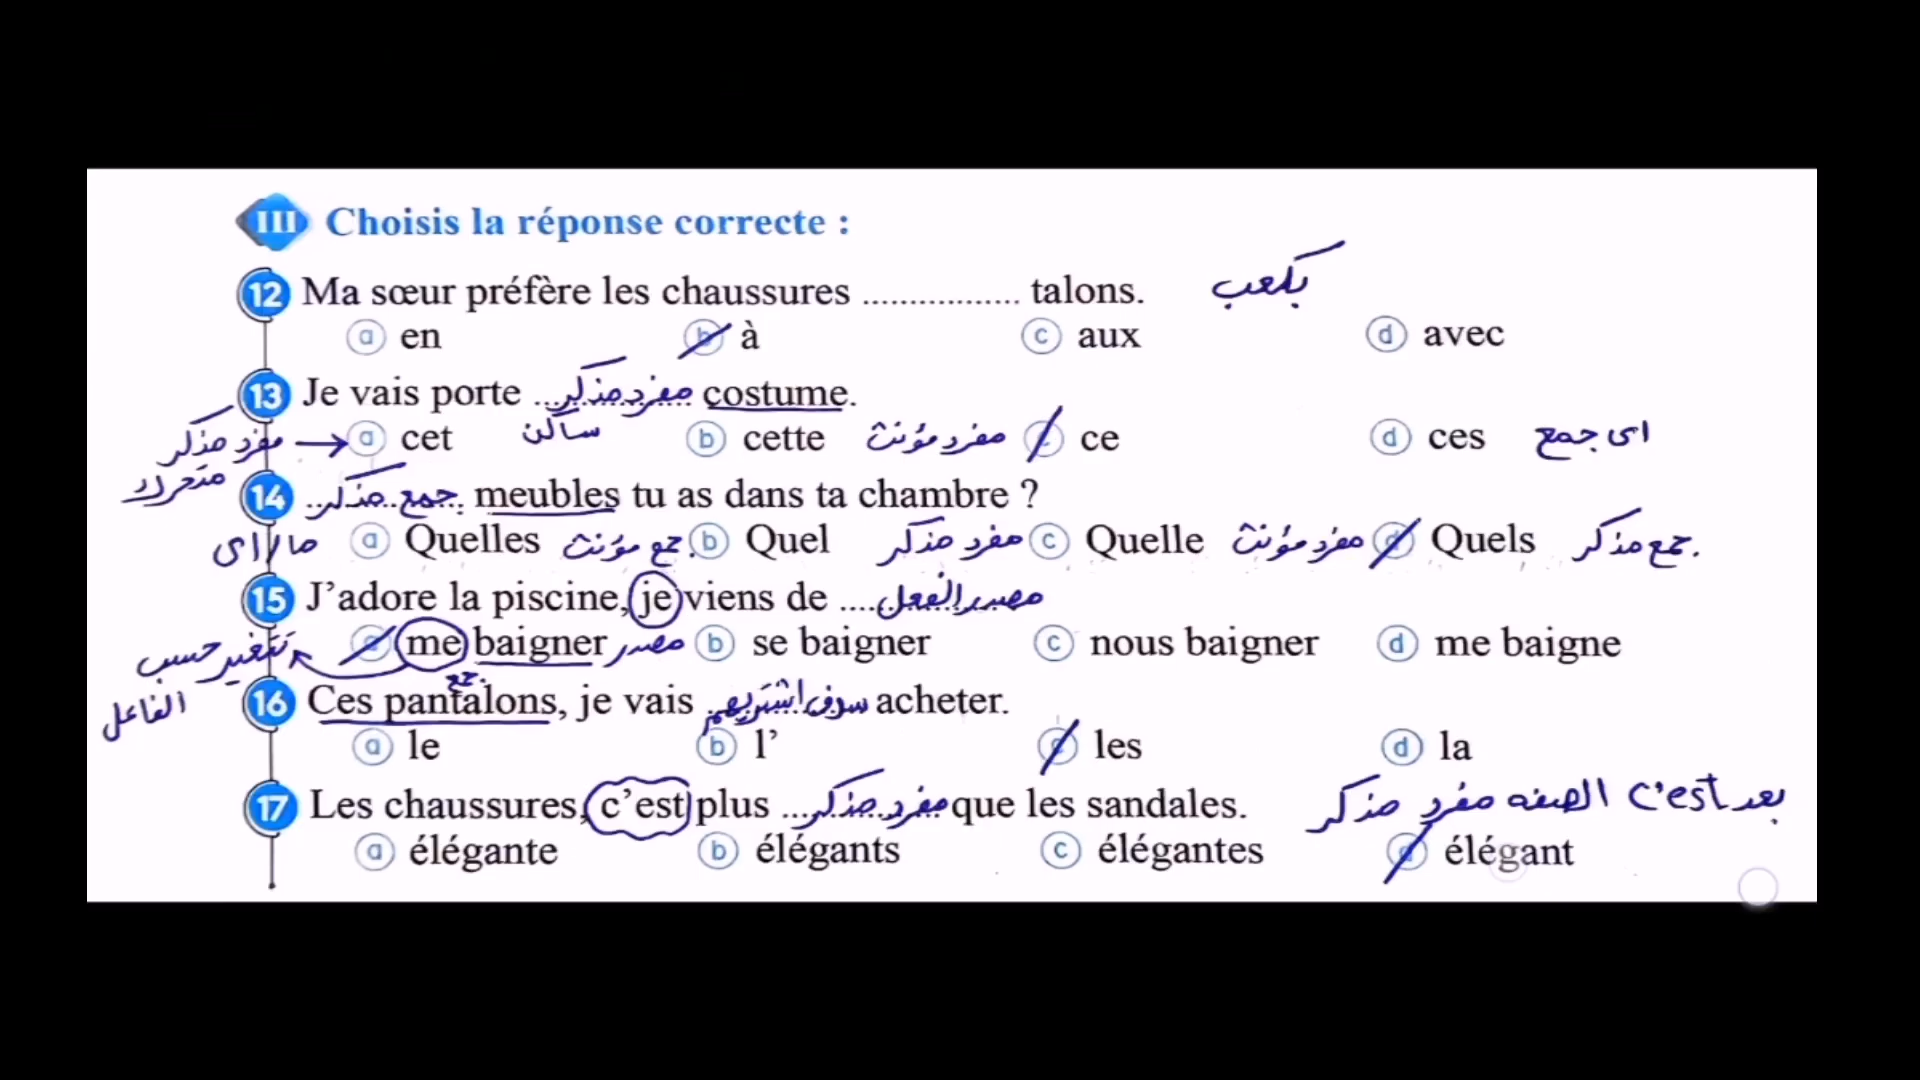 III Choisis la réponse correcte :
12 Ma sœur préfère les chaussures ................ talons. بكعب
a en b à c aux d avec
13 Je vais porte ... مفرد مذكر ... costume.
مفرد مذكر → a cet ساكن b cette مفرد مؤنث c ce d ces اى جمع
متحرك
14 ... جمع مذكر ... meubles tu as dans ta chambre ?
ما / اى a Quelles جمع مؤنث b Quel مفرد مذكر c Quelle مفرد مؤنث d Quels جمع مذكر
15 J’adore la piscine, je viens de .... مصدر الفعل
تتغير حسب a me baigner مصدر b se baigner c nous baigner d me baigne
الفاعل
جمع
16 Ces pantalons, je vais سوف اشتريهم acheter.
a le b l’ c les d la
17 Les chaussures, c’est plus ... مفرد مذكر ... que les sandales. بعد c'est الصفه مفرد مذكر
a élégante b élégants c élégantes d élégant